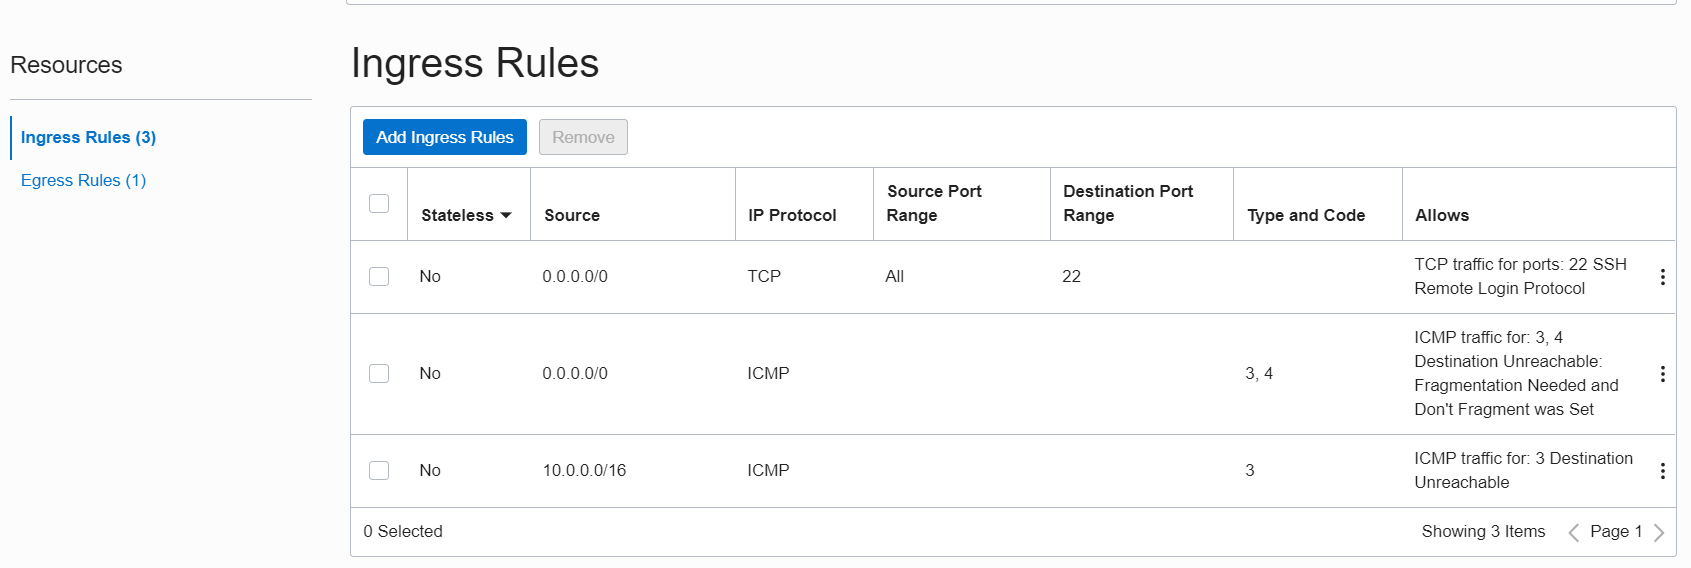 Resources
Ingress Rules (3)
Egress Rules (1)
Ingress Rules
Add Ingress Rules
Remove
Stateless
Source
IP Protocol
Source Port
Range
Destination Port
Range
Type and Code
Allows
No
0.0.0.0/0
TCP
All
22
TCP traffic for ports: 22 SSH
Remote Login Protocol
No
0.0.0.0/0
ICMP
3, 4
ICMP traffic for: 3, 4
Destination Unreachable:
Fragmentation Needed and
Don't Fragment was Set
No
10.0.0.0/16
ICMP
3
ICMP traffic for: 3 Destination
Unreachable
0 Selected
Showing 3 Items
Page 1